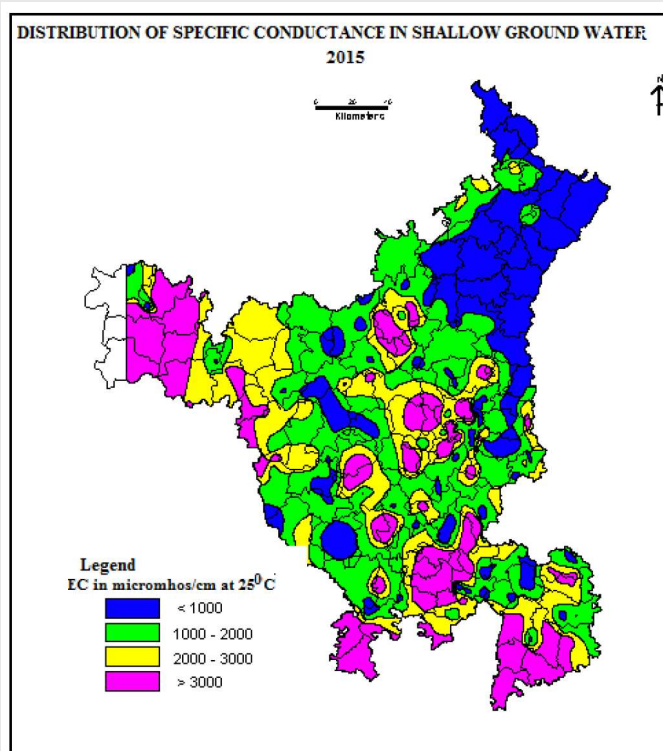 DISTRIBUTION OF SPECIFIC CONDUCTANCE IN SHALLOW GROUND WATER
2015
Kilometers
Legend
EC in micromhos/cm at 25⁰ C
< 1000
1000 - 2000
2000 - 3000
> 3000